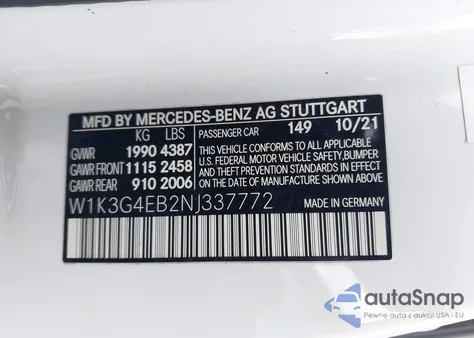 MFD BY MERCEDES-BENZ AG STUTTGART
KG LBS
GVWR 1990 4387
GAWR FRONT 1115 2458
GAWR REAR 910 2006
PASSENGER CAR 149 10/21
THIS VEHICLE CONFORMS TO ALL APPLICABLE
U.S. FEDERAL MOTOR VEHICLE SAFETY,BUMPER
AND THEFT PREVENTION STANDARDS IN EFFECT
ON THE DATE OF MANUFACTURE SHOWN ABOVE.
W1K3G4EB2NJ337772
MADE IN GERMANY
autoSnap
Pewne auta z aukcji USA i EU